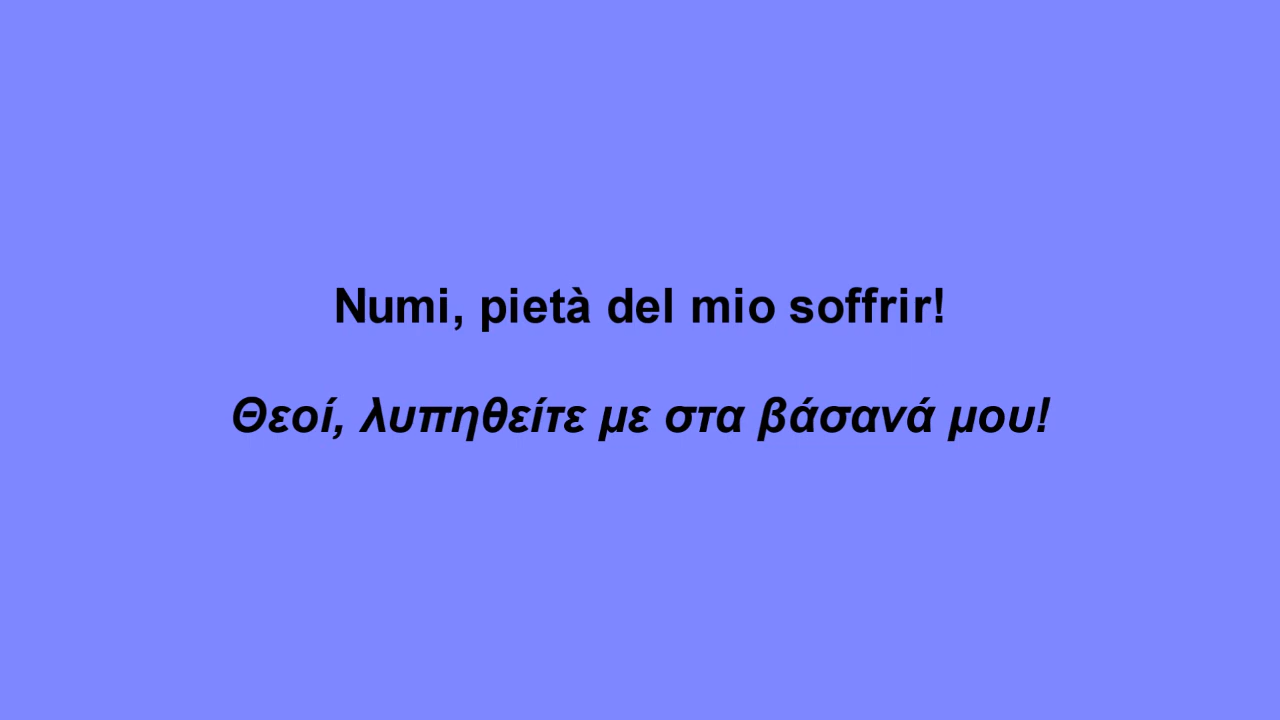 Numi, pietà del mio soffrir!
Θεοί, λυπηθείτε με στα βάσανά μου!